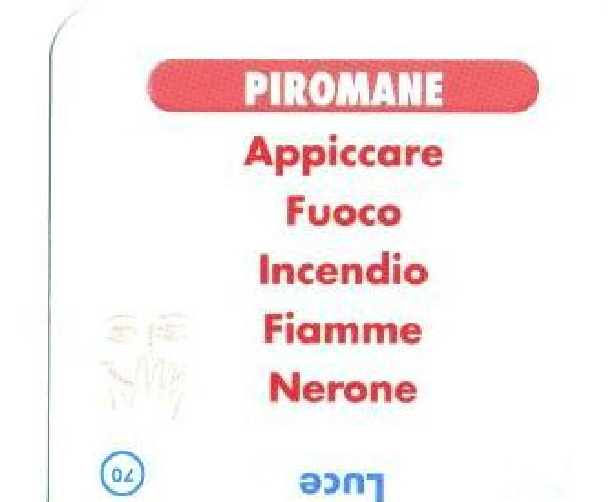 PIROMANE
Appiccare
Fuoco
Incendio
Fiamme
Nerone
70
Luce